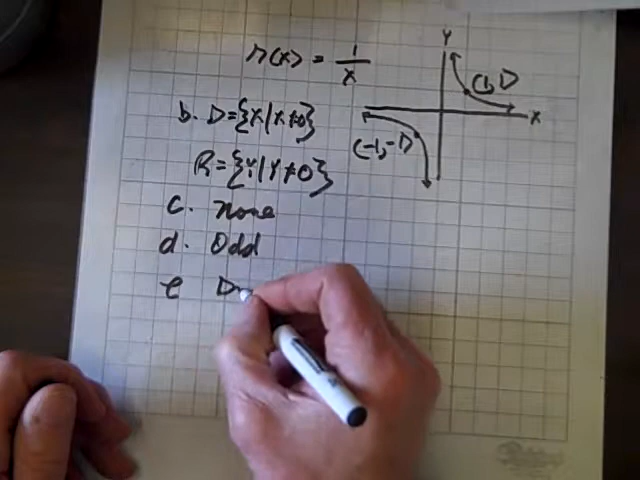 r(x) = 1/x
Y
(1, 1)
X
(-1, -1)
b. D = {x | x ≠ 0}
R = {Y | Y ≠ 0}
c. None
d. Odd
e D